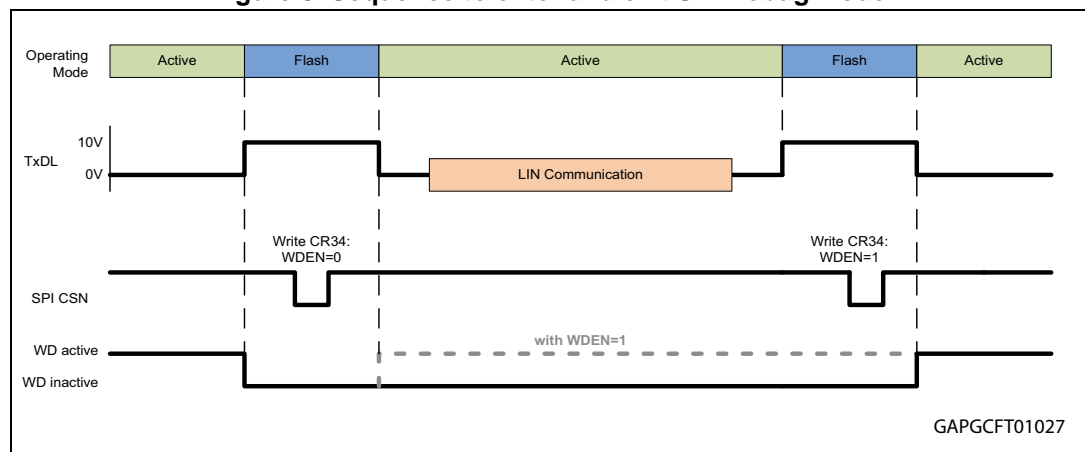 Operating
Mode
Active
Flash
Active
Flash
Active
10V
TxDL
0V
LIN Communication
Write CR34:
WDEN=0
Write CR34:
WDEN=1
SPI CSN
with WDEN=1
WD active
WD inactive
GAPGCFT01027